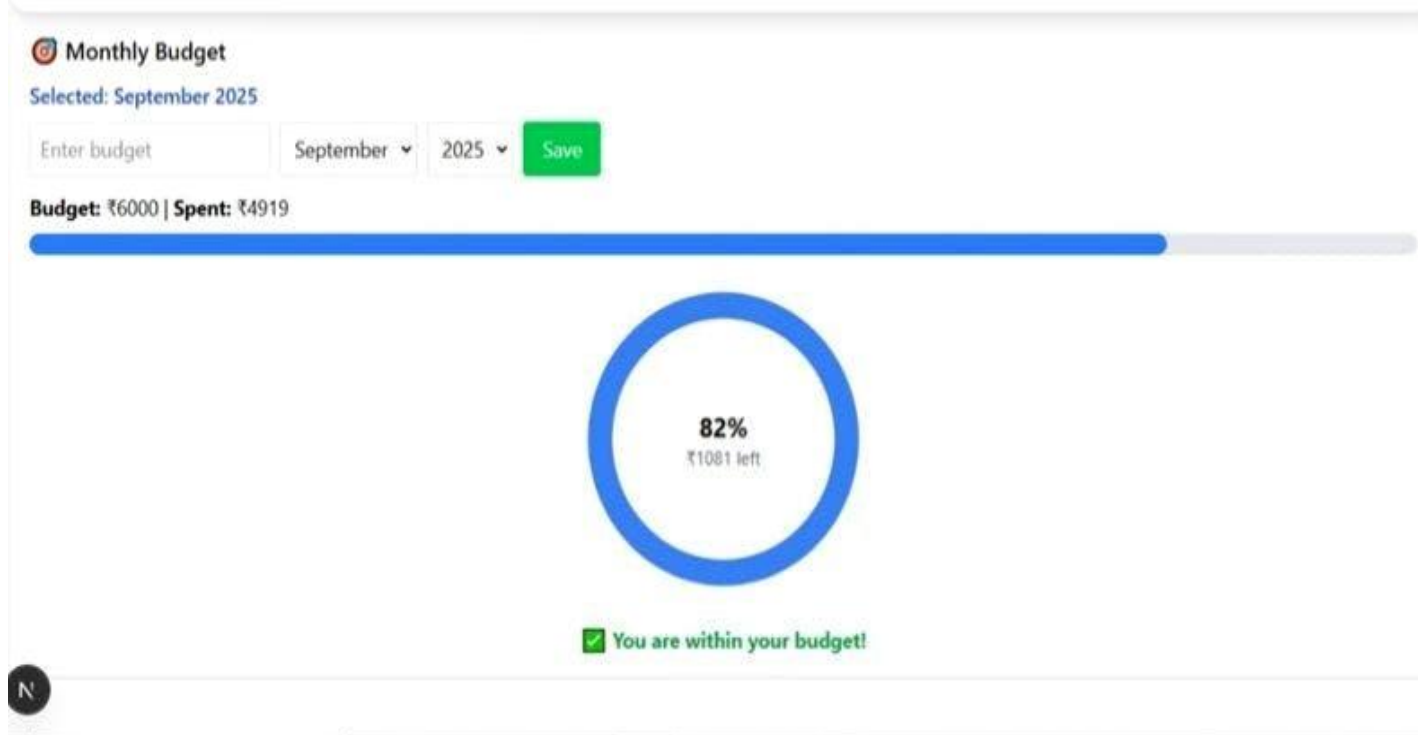 Monthly Budget
Selected: September 2025
Enter budget September 2025 Save
Budget: ₹6000 | Spent: ₹4919
82%
₹1081 left
You are within your budget!
N